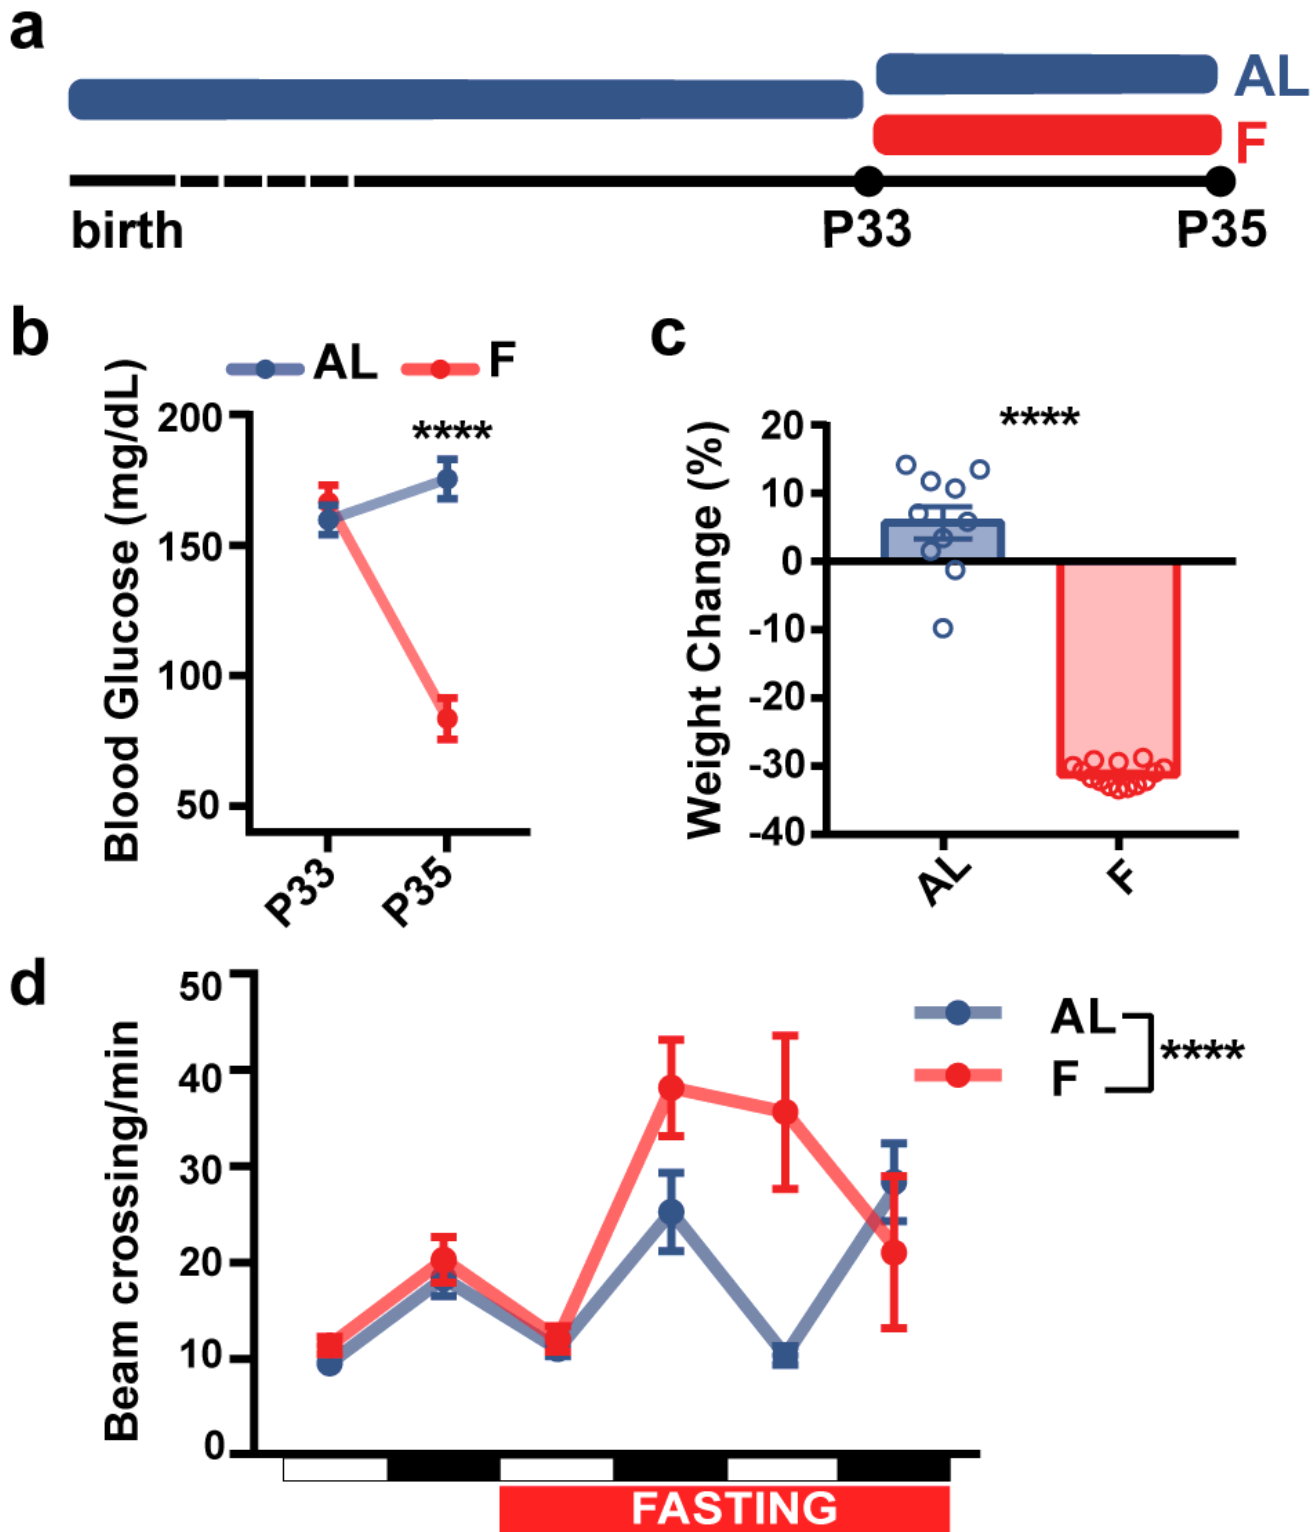 a
AL
F
birth
P33
P35
b
AL
F
Blood Glucose (mg/dL)
200
150
100
50
****
P33
P35
c
Weight Change (%)
20
10
0
-10
-20
-30
-40
****
AL
F
d
Beam crossing/min
50
40
30
20
10
0
AL
F
****
FASTING